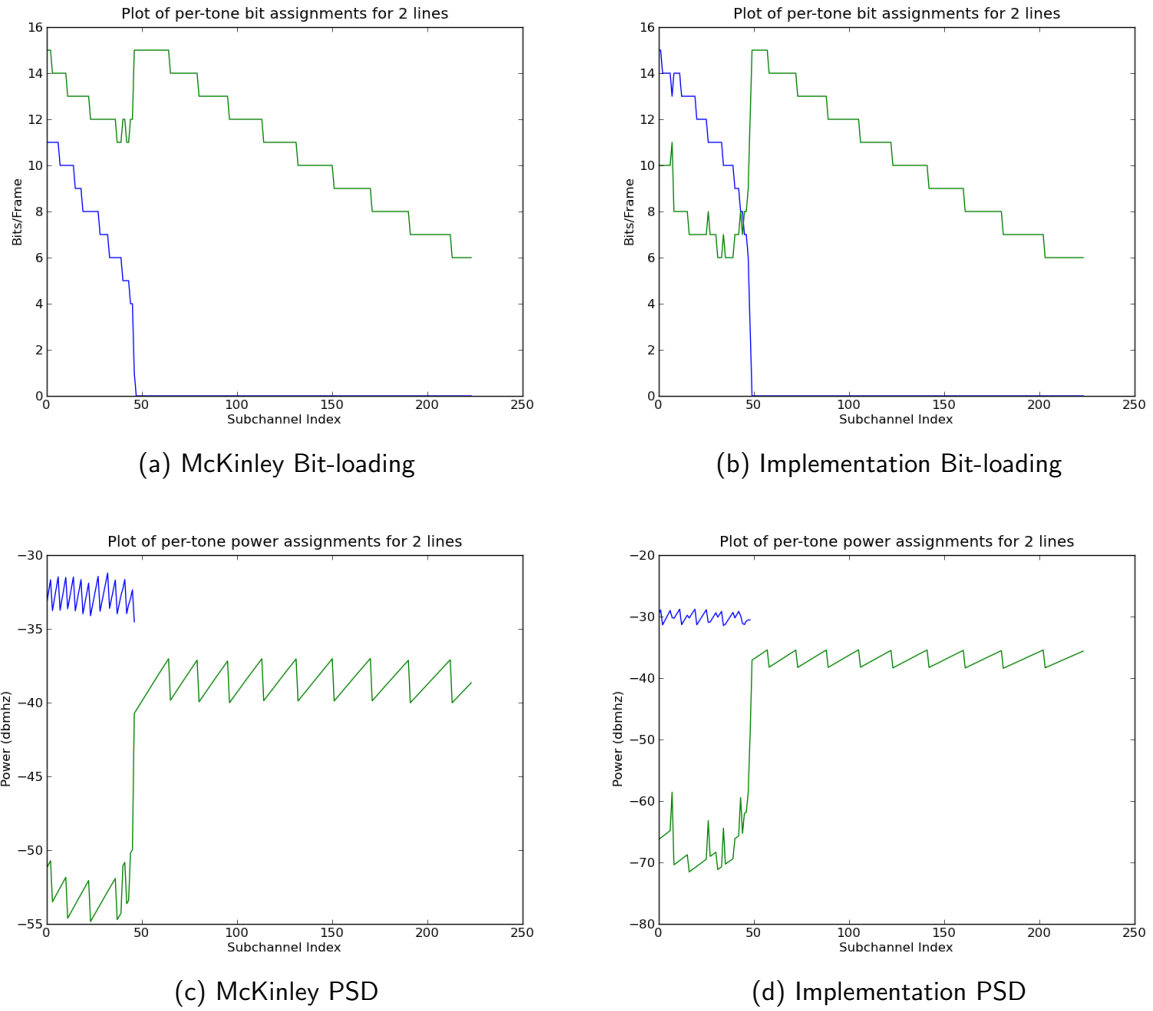 Plot of per-tone bit assignments for 2 lines
16
14
12
10
8
6
4
2
0
Bits/Frame
0 50 100 150 200 250
Subchannel Index
(a) McKinley Bit-loading
Plot of per-tone bit assignments for 2 lines
16
14
12
10
8
6
4
2
0
Bits/Frame
0 50 100 150 200 250
Subchannel Index
(b) Implementation Bit-loading
Plot of per-tone power assignments for 2 lines
−30
−35
−40
−45
−50
−55
Power (dbmhz)
0 50 100 150 200 250
Subchannel Index
(c) McKinley PSD
Plot of per-tone power assignments for 2 lines
−20
−30
−40
−50
−60
−70
−80
Power (dbmhz)
0 50 100 150 200 250
Subchannel Index
(d) Implementation PSD